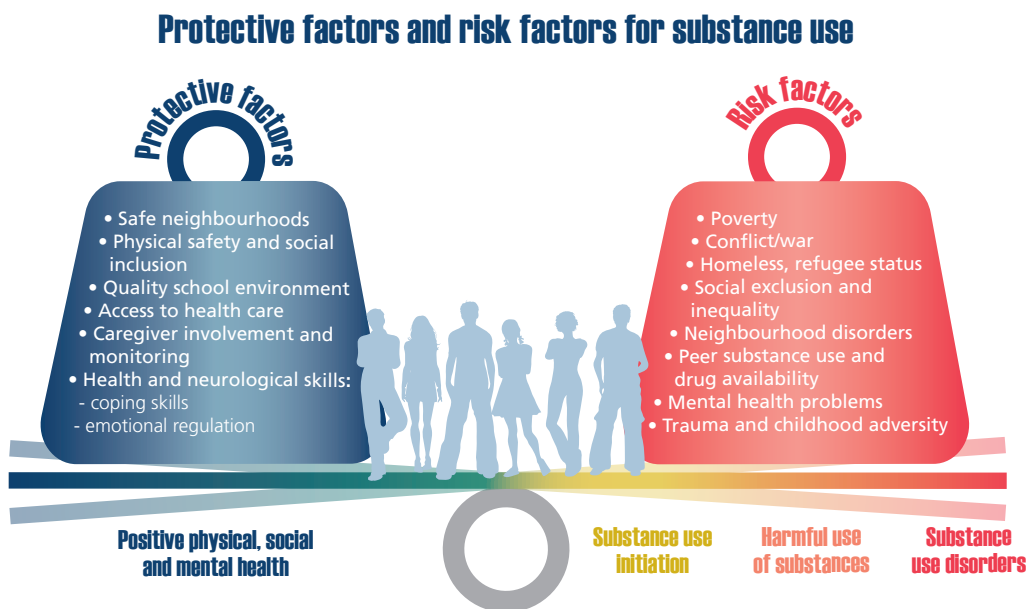 Protective factors and risk factors for substance use
Protective factors
• Safe neighbourhoods
• Physical safety and social
inclusion
• Quality school environment
• Access to health care
• Caregiver involvement and
monitoring
• Health and neurological skills:
- coping skills
- emotional regulation
Risk factors
• Poverty
• Conflict/war
• Homeless, refugee status
• Social exclusion and
inequality
• Neighbourhood disorders
• Peer substance use and
drug availability
• Mental health problems
• Trauma and childhood adversity
Positive physical, social
and mental health
Substance use
initiation
Harmful use
of substances
Substance
use disorders